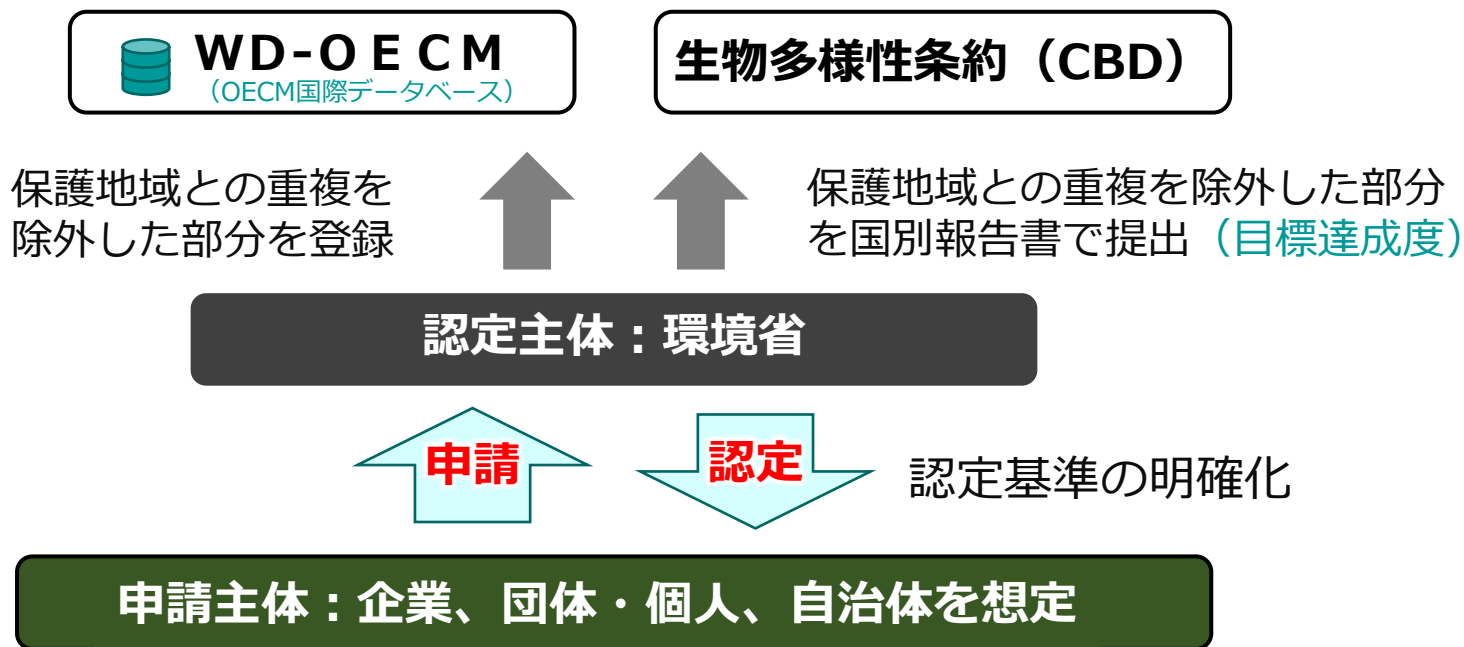 WD-ＯＥＣＭ
（OECM国際データベース）
生物多様性条約（CBD）
保護地域との重複を
除外した部分を登録
保護地域との重複を除外した部分
を国別報告書で提出（目標達成度）
認定主体：環境省
申請
認定
認定基準の明確化
申請主体：企業、団体・個人、自治体を想定